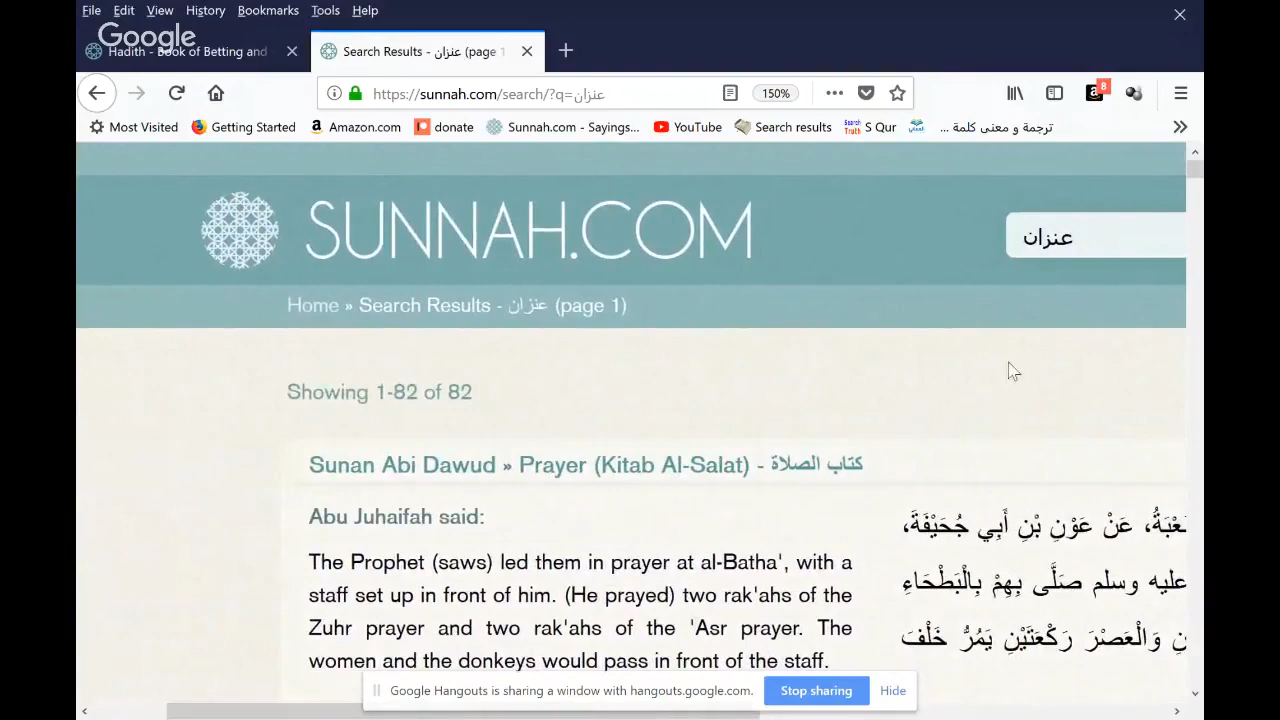 File Edit View History Bookmarks Tools Help
Google
Hadith - Book of Betting and
Search Results - عنزان (page 1
https://sunnah.com/search/?q=عنزان
150%
8
Most Visited Getting Started Amazon.com donate Sunnah.com - Sayings... YouTube Search results S Qur ترجمة و معنى كلمة ...
SUNNAH.COM
عنزان
Home » Search Results - عنزان (page 1)
Showing 1-82 of 82
Sunan Abi Dawud » Prayer (Kitab Al-Salat) - كتاب الصلاة
Abu Juhaifah said:
The Prophet (saws) led them in prayer at al-Batha', with a
staff set up in front of him. (He prayed) two rak'ahs of the
Zuhr prayer and two rak'ahs of the 'Asr prayer. The
women and the donkeys would pass in front of the staff.
عَنْ عَوْنِ بْنِ أَبِي جُحَيْفَةَ،
عليه وسلم صَلَّى بِهِمْ بِالْبَطْحَاءِ
وَالْعَصْرَ رَكْعَتَيْنِ يَمُرُّ خَلْفَ
Google Hangouts is sharing a window with hangouts.google.com. Stop sharing Hide